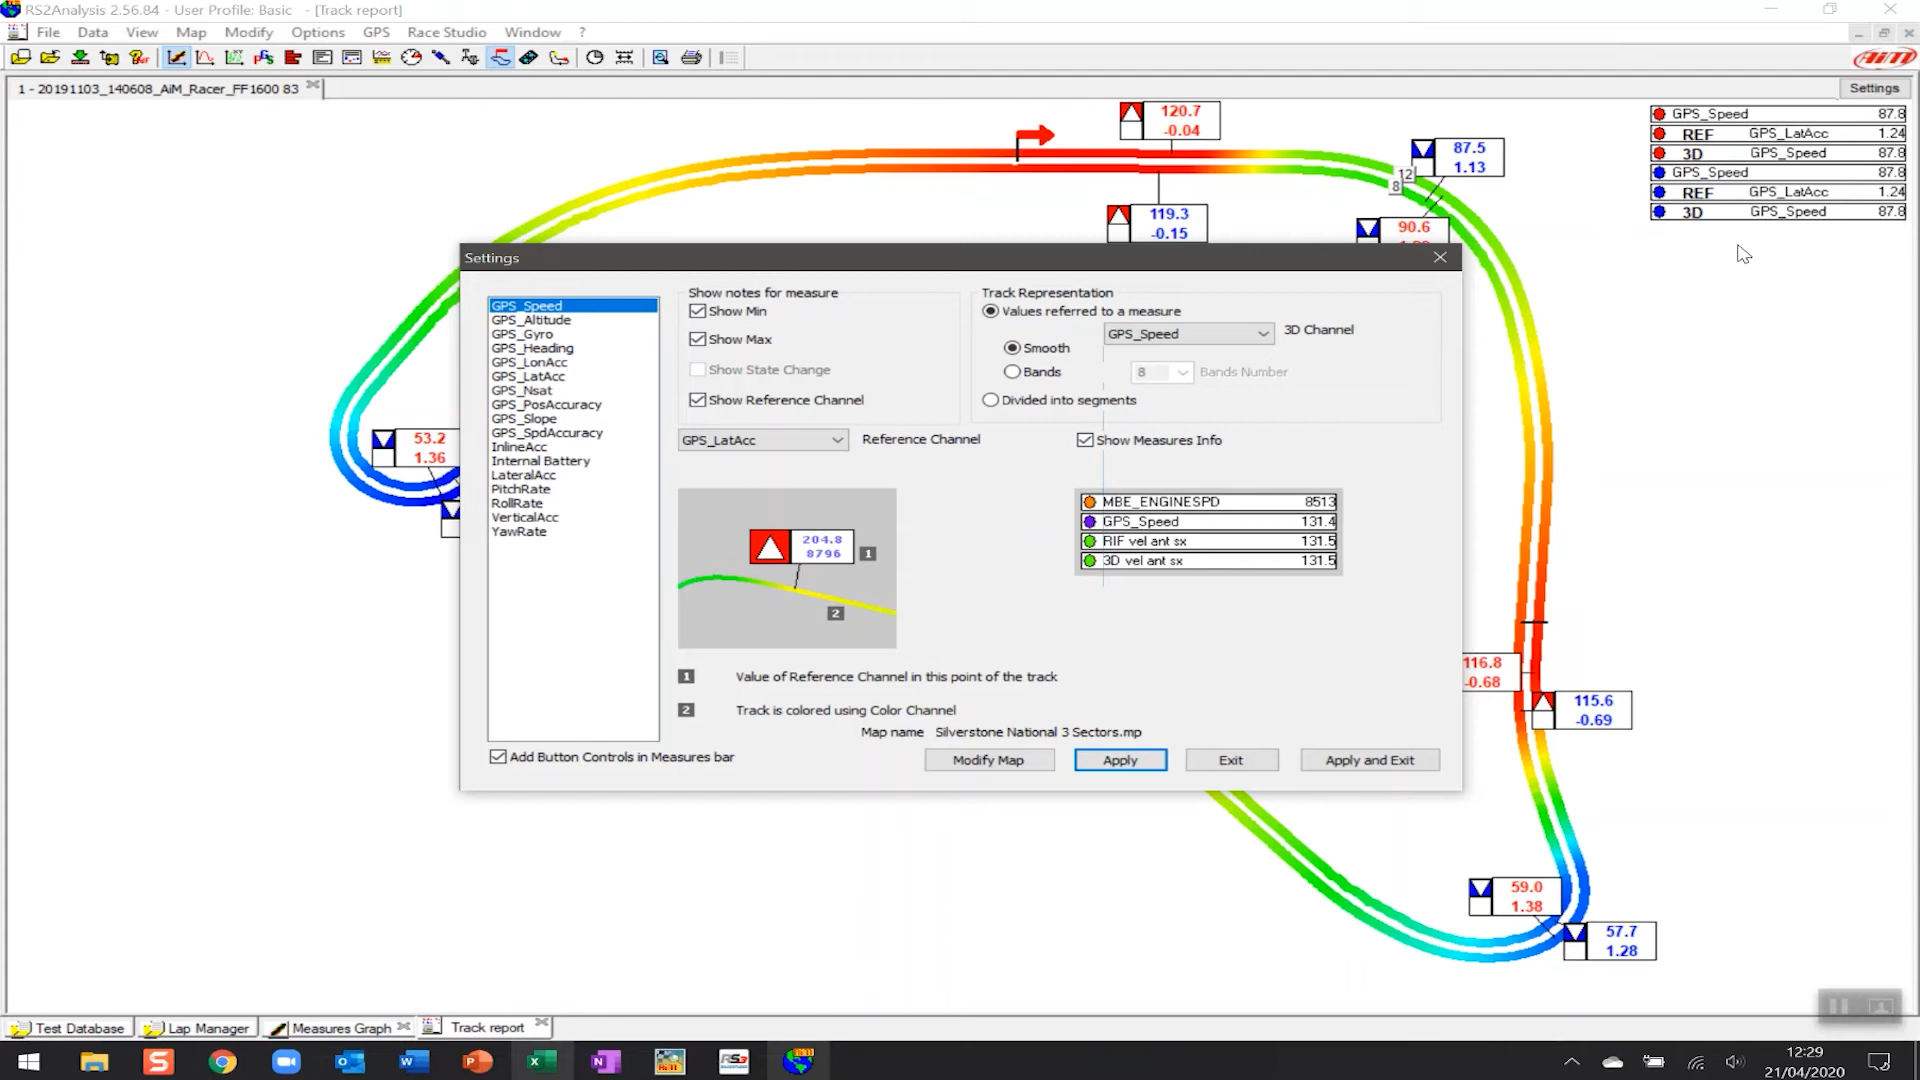 RS2Analysis 2.56.84 - User Profile: Basic - [Track report]
File Data View Map Modify Options GPS Race Studio Window ?
1 - 20191103_140608_AiM_Racer_FF1600 83
Settings
AiM
GPS_Speed 87.8
REF GPS_LatAcc 1.24
3D GPS_Speed 87.8
GPS_Speed 87.8
REF GPS_LatAcc 1.24
3D GPS_Speed 87.8
120.7
-0.04
87.5
1.13
12
8
119.3
-0.15
90.6
53.2
1.36
116.8
-0.68
115.6
-0.69
59.0
1.38
57.7
1.28
Settings
GPS_Speed
GPS_Altitude
GPS_Gyro
GPS_Heading
GPS_LonAcc
GPS_LatAcc
GPS_Nsat
GPS_PosAccuracy
GPS_Slope
GPS_SpdAccuracy
InlineAcc
Internal Battery
LateralAcc
PitchRate
RollRate
VerticalAcc
YawRate
Show notes for measure
Show Min
Show Max
Show State Change
Show Reference Channel
GPS_LatAcc Reference Channel
Track Representation
Values referred to a measure
GPS_Speed 3D Channel
Smooth
Bands 8 Bands Number
Divided into segments
Show Measures Info
204.8
8796
1
2
MBE_ENGINESPD 8513
GPS_Speed 131.4
RIF vel ant sx 131.5
3D vel ant sx 131.5
1 Value of Reference Channel in this point of the track
2 Track is colored using Color Channel
Map name Silverstone National 3 Sectors.mp
Add Button Controls in Measures bar
Modify Map Apply Exit Apply and Exit
Test Database Lap Manager Measures Graph Track report
12:29
21/04/2020